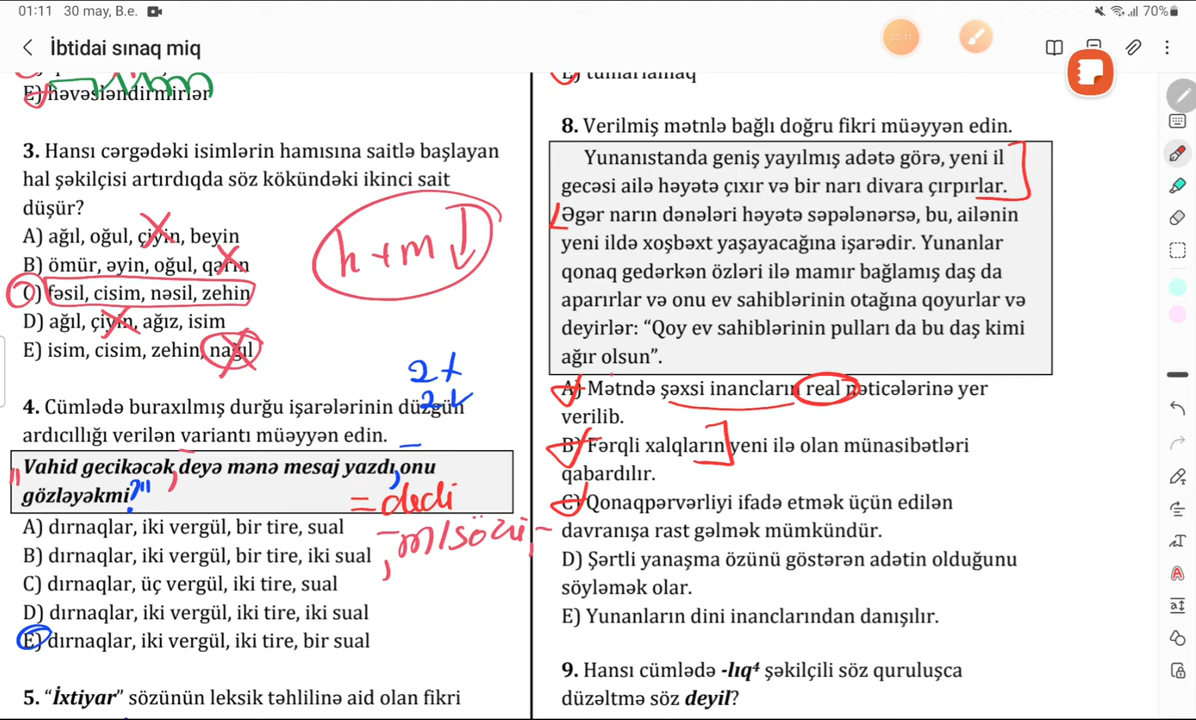 01:11 30 may, B.e.
70%
İbtidai sınaq miq
08:41
E) həvəsləndirmirlər
3. Hansı cərgədəki isimlərin hamısına saitlə başlayan
hal şəkilçisi artırdıqda söz kökündəki ikinci sait
düşür?
A) ağıl, oğul, çiyin, beyin
B) ömür, əyin, oğul, qarın
C) fəsil, cisim, nəsil, zehin
D) ağıl, çiyin, ağız, isim
E) isim, cisim, zehin, nağıl
h+m↓
2+
2+
4. Cümlədə buraxılmış durğu işarələrinin düzgün
ardıcıllığı verilən variantı müəyyən edin.
"Vahid gecikəcək, deyə mənə mesaj yazdı, onu
gözləyəkmi?"
= dedi
m/sözü
A) dırnaqlar, iki vergül, bir tire, sual
B) dırnaqlar, iki vergül, bir tire, iki sual
C) dırnaqlar, üç vergül, iki tire, sual
D) dırnaqlar, iki vergül, iki tire, iki sual
E) dırnaqlar, iki vergül, iki tire, bir sual
5. “İxtiyar” sözünün leksik təhlilinə aid olan fikri
E) tumarlamaq
8. Verilmiş mətnlə bağlı doğru fikri müəyyən edin.
Yunanıstanda geniş yayılmış adətə görə, yeni il
gecəsi ailə həyətə çıxır və bir narı divara çırpırlar.
Əgər narın dənələri həyətə səpələnərsə, bu, ailənin
yeni ildə xoşbəxt yaşayacağına işarədir. Yunanlar
qonaq gedərkən özləri ilə mamır bağlamış daş da
aparırlar və onu ev sahiblərinin otağına qoyurlar və
deyirlər: “Qoy ev sahiblərinin pulları da bu daş kimi
ağır olsun”.
A) Mətndə şəxsi inancların real nəticələrinə yer
verilib.
B) Fərqli xalqların yeni ilə olan münasibətləri
qabardılır.
C) Qonaqpərvərliyi ifadə etmək üçün edilən
davranışa rast gəlmək mümkündür.
D) Şərtli yanaşma özünü göstərən adətin olduğunu
söyləmək olar.
E) Yunanların dini inanclarından danışılır.
9. Hansı cümlədə -lıq⁴ şəkilçili söz quruluşca
düzəltmə söz deyil?